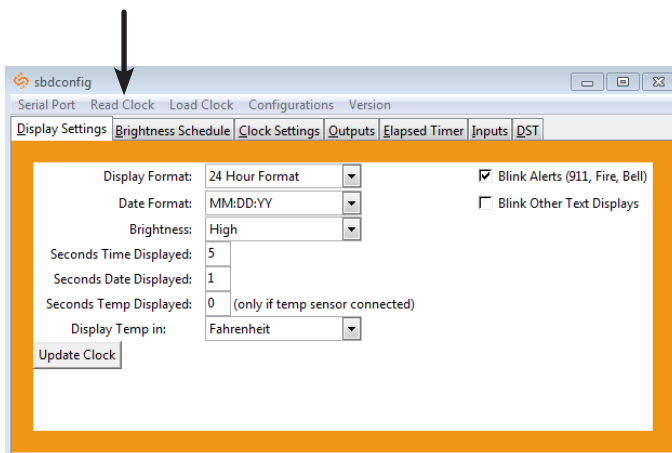 sbdconfig
Serial Port Read Clock Load Clock Configurations Version
Display Settings Brightness Schedule Clock Settings Outputs Elapsed Timer Inputs DST
Display Format: 24 Hour Format Blink Alerts (911, Fire, Bell)
Date Format: MM:DD:YY Blink Other Text Displays
Brightness: High
Seconds Time Displayed: 5
Seconds Date Displayed: 1
Seconds Temp Displayed: 0 (only if temp sensor connected)
Display Temp in: Fahrenheit
Update Clock